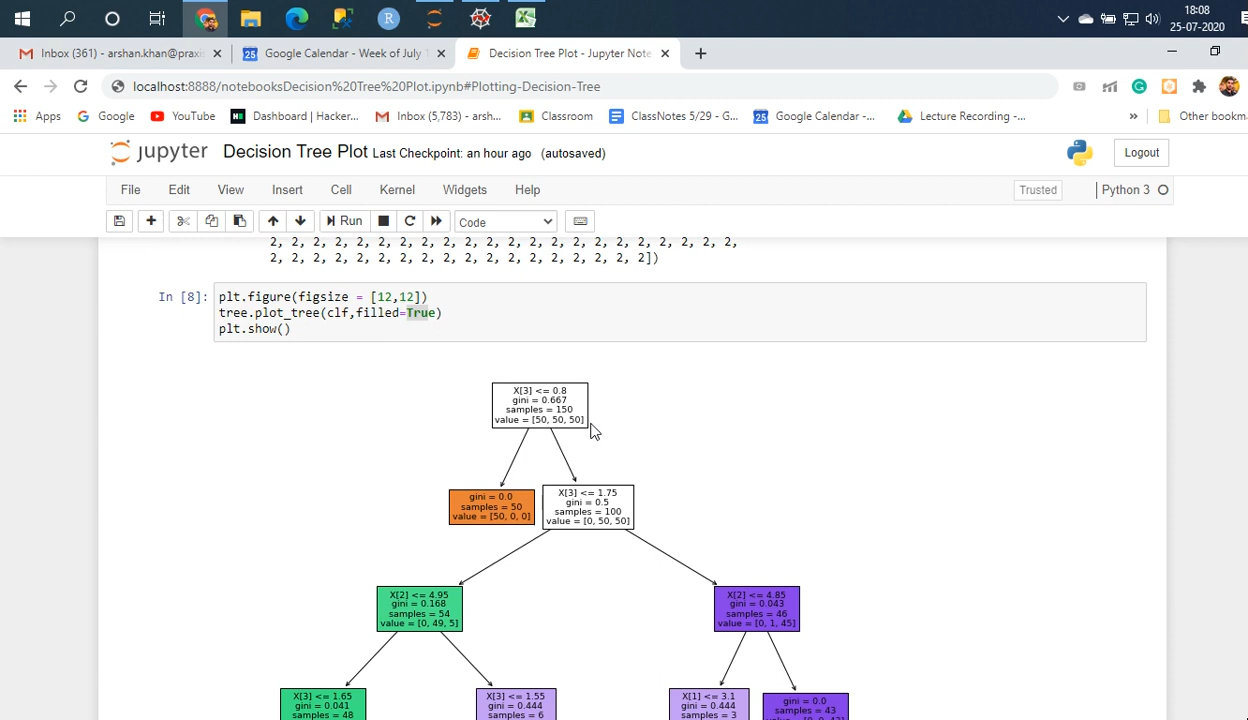 18:08
25-07-2020
Inbox (361) - arshan.khan@prax
Google Calendar - Week of July
Decision Tree Plot - Jupyter Note
localhost:8888/notebooksDecision%20Tree%20Plot.ipynb#Plotting-Decision-Tree
Apps
Google
YouTube
Dashboard | Hacker...
Inbox (5,783) - arsh...
Classroom
ClassNotes 5/29 - G...
Google Calendar -...
Lecture Recording -...
Other bookm
jupyter
Decision Tree Plot Last Checkpoint: an hour ago (autosaved)
Logout
File Edit View Insert Cell Kernel Widgets Help
Trusted
Python 3
Run
Code
2, 2, 2, 2, 2, 2, 2, 2, 2, 2, 2, 2, 2, 2, 2, 2, 2, 2, 2, 2, 2, 2,
2, 2, 2, 2, 2, 2, 2, 2, 2, 2, 2, 2, 2, 2, 2, 2, 2, 2])
In [8]:
plt.figure(figsize = [12,12])
tree.plot_tree(clf,filled=True)
plt.show()
X[3] <= 0.8
gini = 0.667
samples = 150
value = [50, 50, 50]
gini = 0.0
samples = 50
value = [50, 0, 0]
X[3] <= 1.75
gini = 0.5
samples = 100
value = [0, 50, 50]
X[2] <= 4.95
gini = 0.168
samples = 54
value = [0, 49, 5]
X[2] <= 4.85
gini = 0.043
samples = 46
value = [0, 1, 45]
X[3] <= 1.65
gini = 0.041
samples = 48
X[3] <= 1.55
gini = 0.444
samples = 6
X[1] <= 3.1
gini = 0.444
samples = 3
gini = 0.0
samples = 43